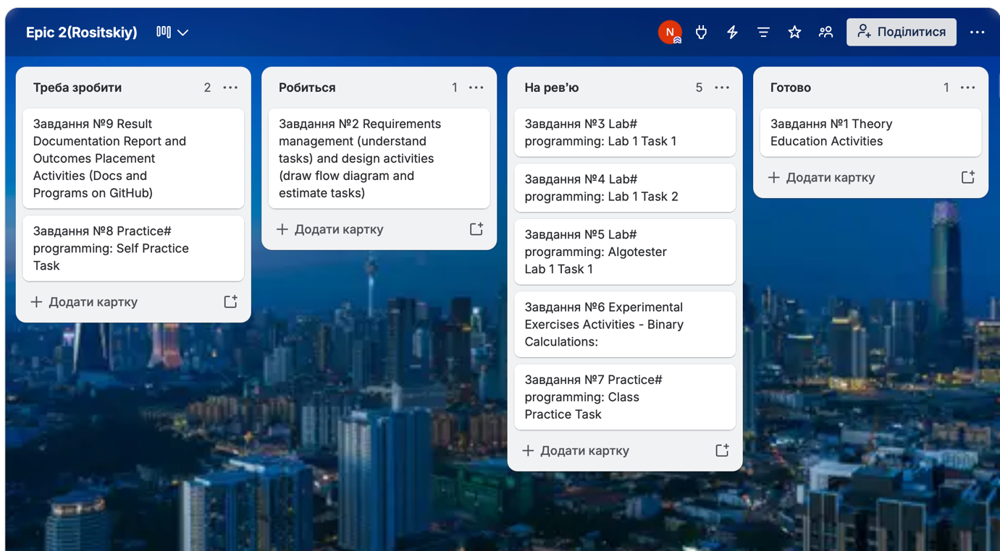 Epic 2(Rositskiy)
N
Поділитися
Треба зробити 2
Завдання №9 Result
Documentation Report and
Outcomes Placement
Activities (Docs and
Programs on GitHub)
Завдання №8 Practice#
programming: Self Practice
Task
Додати картку
Робиться 1
Завдання №2 Requirements
management (understand
tasks) and design activities
(draw flow diagram and
estimate tasks)
Додати картку
На рев’ю 5
Завдання №3 Lab#
programming: Lab 1 Task 1
Завдання №4 Lab#
programming: Lab 1 Task 2
Завдання №5 Lab#
programming: Algotester
Lab 1 Task 1
Завдання №6 Experimental
Exercises Activities - Binary
Calculations:
Завдання №7 Practice#
programming: Class
Practice Task
Додати картку
Готово 1
Завдання №1 Theory
Education Activities
Додати картку